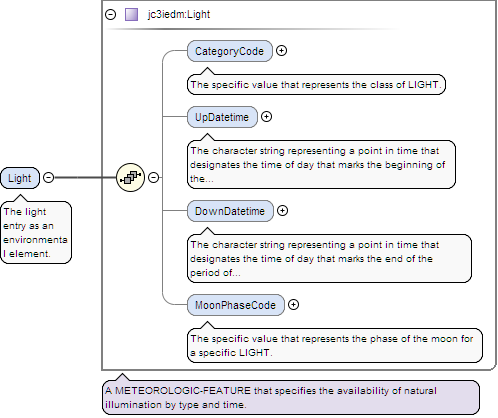 jc3iedm:Light
CategoryCode
The specific value that represents the class of LIGHT.
UpDatetime
The character string representing a point in time that
designates the time of day that marks the beginning of
the...
Light
The light
entry as an
environmenta
l element.
DownDatetime
The character string representing a point in time that
designates the time of day that marks the end of the
period of...
MoonPhaseCode
The specific value that represents the phase of the moon for
a specific LIGHT.
A METEOROLOGIC-FEATURE that specifies the availability of natural
illumination by type and time.